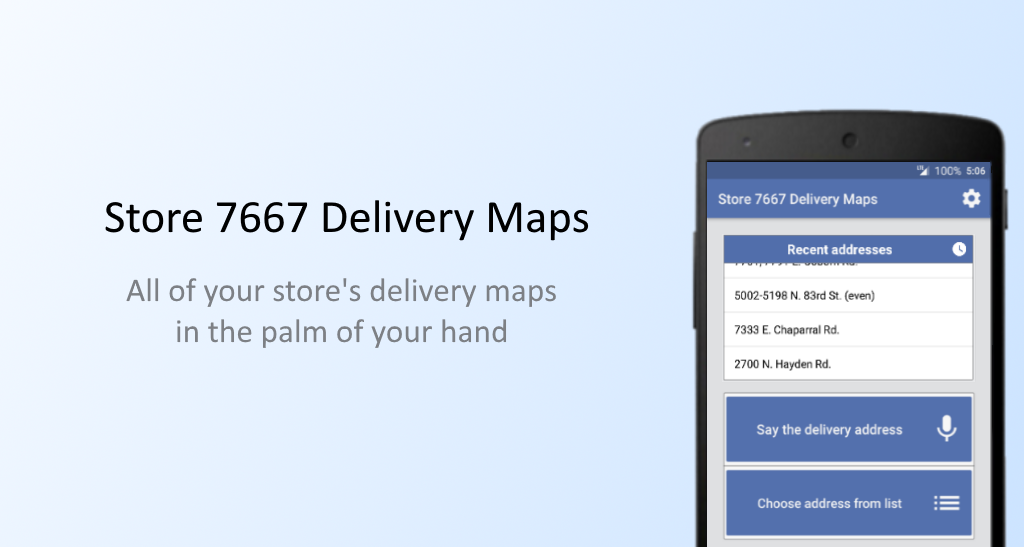 Store 7667 Delivery Maps
All of your store's delivery maps
in the palm of your hand
100% 5:06
Store 7667 Delivery Maps
Recent addresses
5002-5198 N. 83rd St. (even)
7333 E. Chaparral Rd.
2700 N. Hayden Rd.
Say the delivery address
Choose address from list